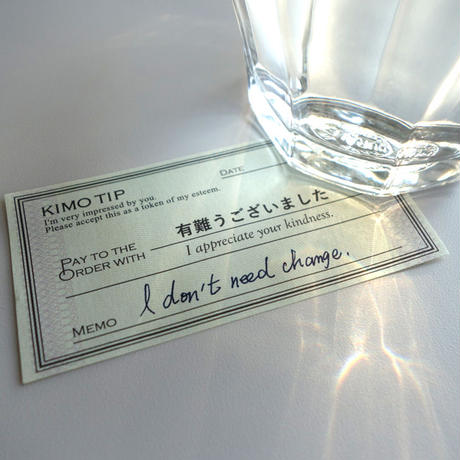 KIMO TIP
I'm very impressed by you.
Please accept this as a token of my esteem.
DATE
PAY TO THE
ORDER WITH
有難うございました
I appreciate your kindness.
MEMO
I don't need change.